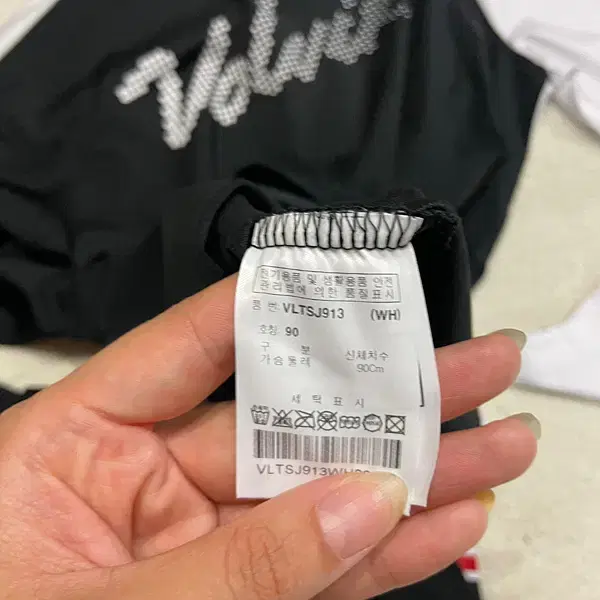 Volvik
전기용품 및 생활용품 안전
관리법에 의한 품질표시
품 번 VLTSJ913 (WH)
호칭 90
구 분 신체치수
가슴둘레 90Cm
세 탁 표 시
VLTSJ913WH